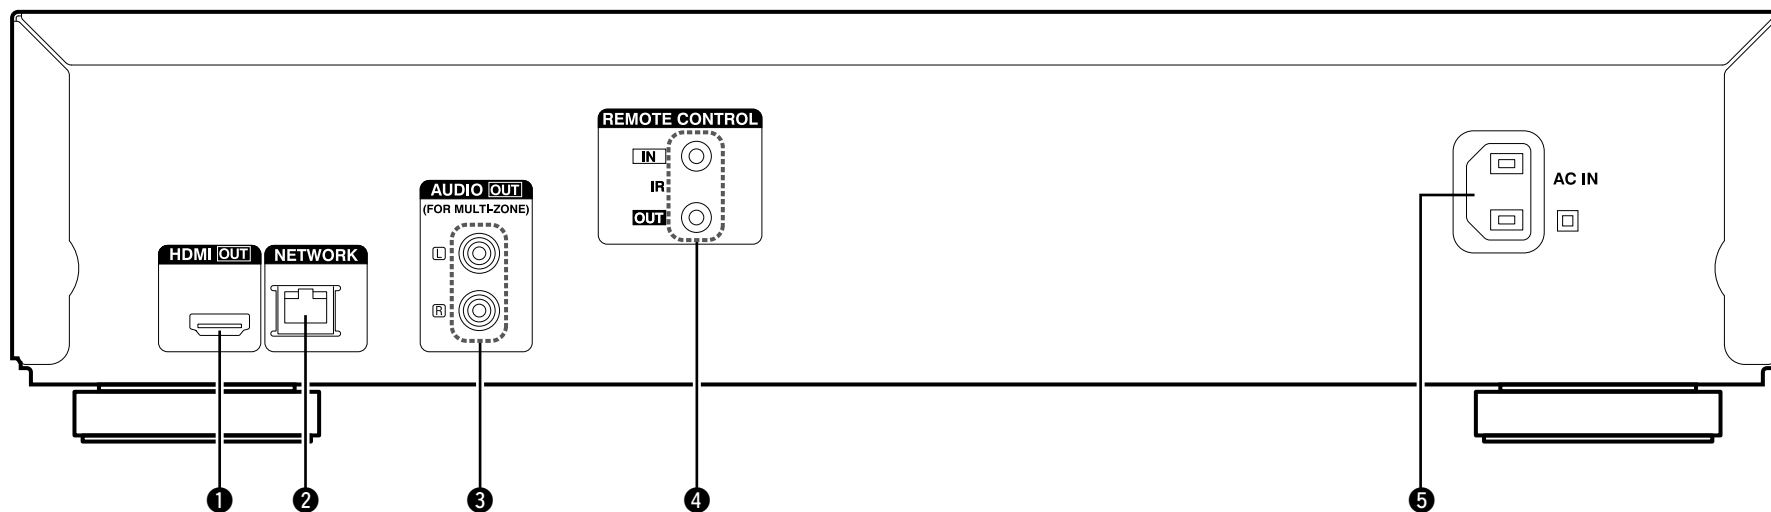 REMOTE CONTROL
IN
IR
OUT
AUDIO OUT
(FOR MULTI-ZONE)
L
R
AC IN
HDMI OUT
NETWORK
1
2
3
4
5